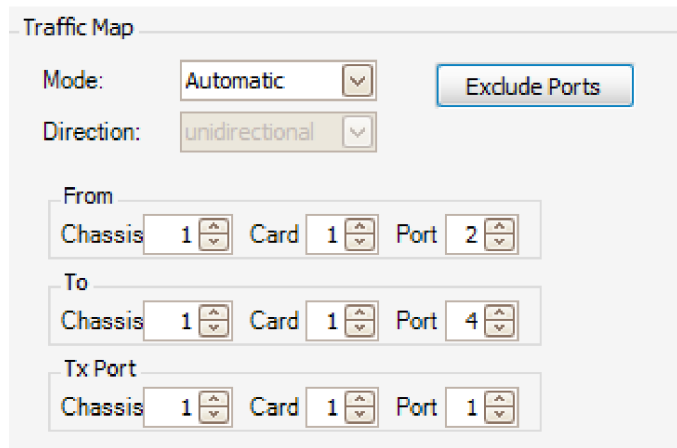 Traffic Map
Mode: Automatic Exclude Ports
Direction: unidirectional
From
Chassis 1 Card 1 Port 2
To
Chassis 1 Card 1 Port 4
Tx Port
Chassis 1 Card 1 Port 1